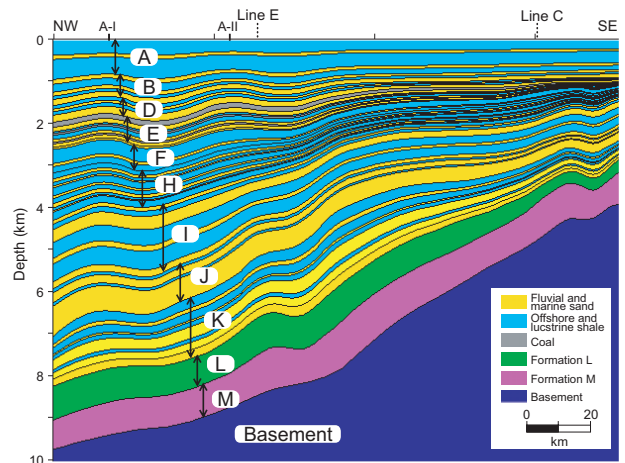 Line E
Line C
NW
A-I
A-II
SE
0
2
4
6
8
10
Depth (km)
A
B
D
E
F
H
I
J
K
L
M
Basement
Fluvial and
marine sand
Offshore and
lucstrine shale
Coal
Formation L
Formation M
Basement
0
20
km